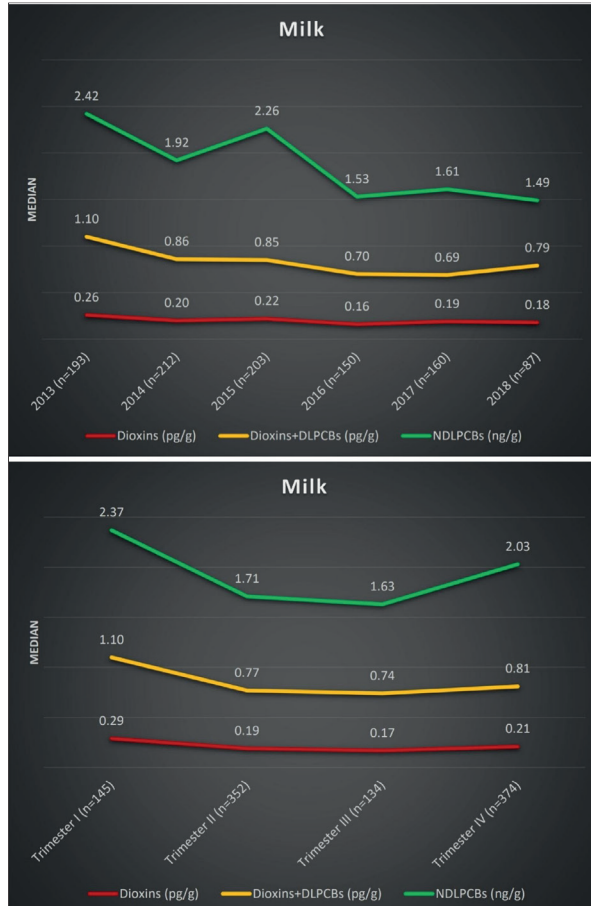 Milk
2.42
1.92
2.26
1.53
1.61
1.49
1.10
0.86
0.85
0.70
0.69
0.79
0.26
0.20
0.22
0.16
0.19
0.18
MEDIAN
2013 (n=193)
2014 (n=212)
2015 (n=203)
2016 (n=150)
2017 (n=160)
2018 (n=87)
Dioxins (pg/g) Dioxins+DLPCBs (pg/g) NDLPCBs (ng/g)
Milk
2.37
1.71
1.63
2.03
1.10
0.77
0.74
0.81
0.29
0.19
0.17
0.21
MEDIAN
Trimester I (n=145)
Trimester II (n=352)
Trimester III (n=134)
Trimester IV (n=374)
Dioxins (pg/g) Dioxins+DLPCBs (pg/g) NDLPCBs (ng/g)